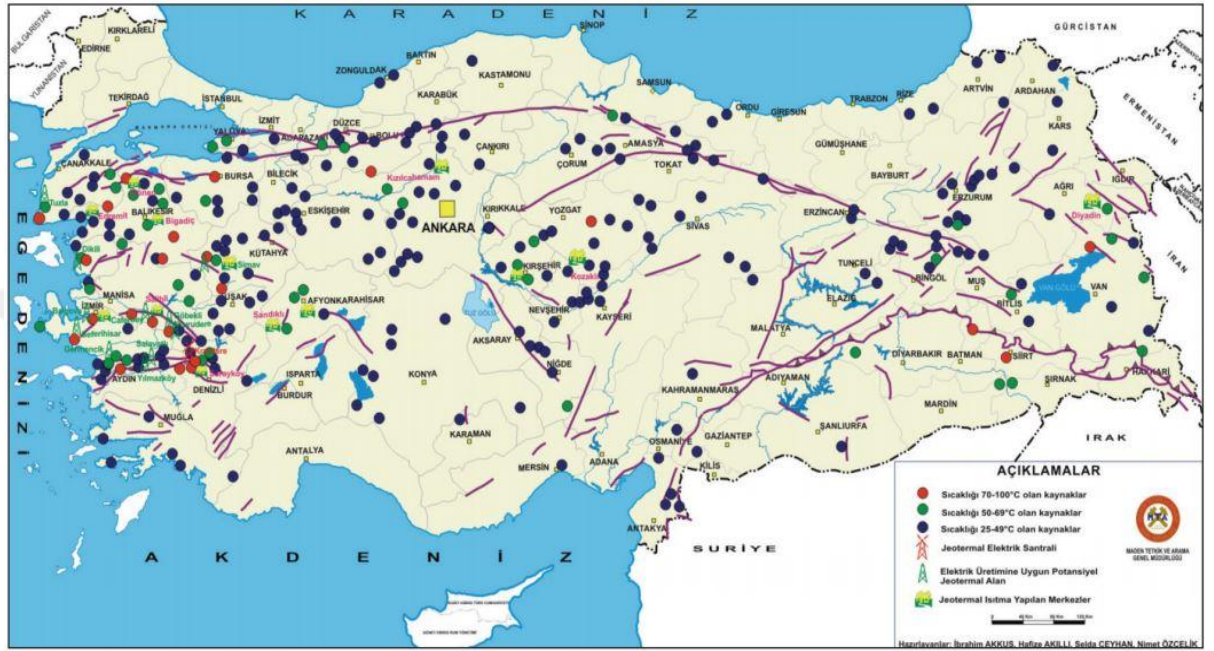 K A R A D E N İ Z
BULGARİSTAN
YUNANİSTAN
GÜRCİSTAN
ERMENİSTAN
İRAN
IRAK
SURİYE
E G E D E N İ Z İ
A K D E N İ Z
KIRKLARELİ
EDİRNE
TEKİRDAĞ
İSTANBUL
ZONGULDAK
BARTIN
KASTAMONU
SİNOP
KARABÜK
SAMSUN
ORDU
GİRESUN
TRABZON
RİZE
ARTVİN
ARDAHAN
KARS
YALOVA
İZMİT
ADAPAZARI
DÜZCE
BOLU
ÇANKIRI
ÇORUM
AMASYA
TOKAT
GÜMÜŞHANE
BAYBURT
ERZURUM
AĞRI
IĞDIR
ÇANAKKALE
BURSA
BİLECİK
Kızılcahamam
Tuzla
Gönen
Edremit
BALIKESİR
Bigadiç
ESKİŞEHİR
ANKARA
KIRIKKALE
YOZGAT
SİVAS
ERZİNCAN
Diyadin
Dikili
KÜTAHYA
Simav
KIRŞEHİR
Kozaklı
TUNCELİ
BİNGÖL
MUŞ
VAN GÖLÜ
VAN
BİTLİS
MANİSA
İZMİR
UŞAK
AFYONKARAHİSAR
Sandıklı
TUZ GÖLÜ
NEVŞEHİR
KAYSERİ
ELAZIĞ
MALATYA
Seferihisar
Germencik
AYDIN
Yılmazköy
DENİZLİ
ISPARTA
BURDUR
KONYA
AKSARAY
NİĞDE
KAHRAMANMARAŞ
ADIYAMAN
DİYARBAKIR
BATMAN
SİİRT
ŞIRNAK
HAKKARİ
MARDİN
MUĞLA
ANTALYA
KARAMAN
MERSİN
ADANA
OSMANİYE
GAZİANTEP
KİLİS
ŞANLIURFA
ANTAKYA
AÇIKLAMALAR
Sıcaklığı 70-100°C olan kaynaklar
Sıcaklığı 50-69°C olan kaynaklar
Sıcaklığı 25-49°C olan kaynaklar
Jeotermal Elektrik Santrali
Elektrik Üretimine Uygun Potansiyel
Jeotermal Alan
Jeotermal Isıtma Yapılan Merkezler
MTA
MADEN TETKİK VE ARAMA
GENEL MÜDÜRLÜĞÜ
Hazırlayanlar: İbrahim AKKUŞ, Hafize AKILLI, Selda CEYHAN, Nimet ÖZÇELİK